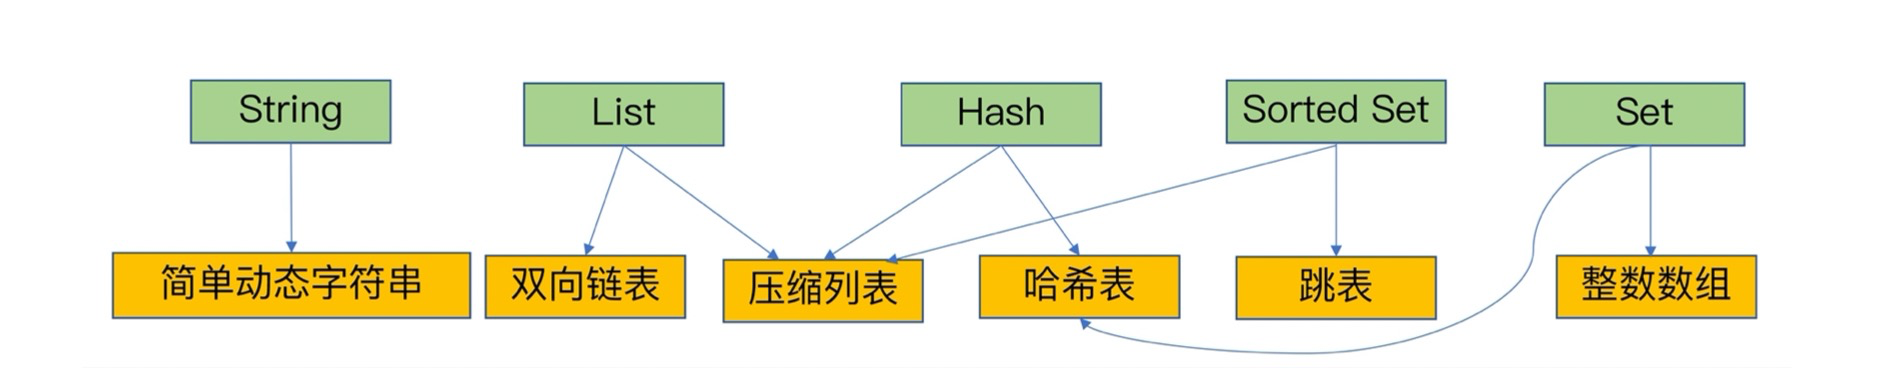 String
List
Hash
Sorted Set
Set
简单动态字符串
双向链表
压缩列表
哈希表
跳表
整数数组